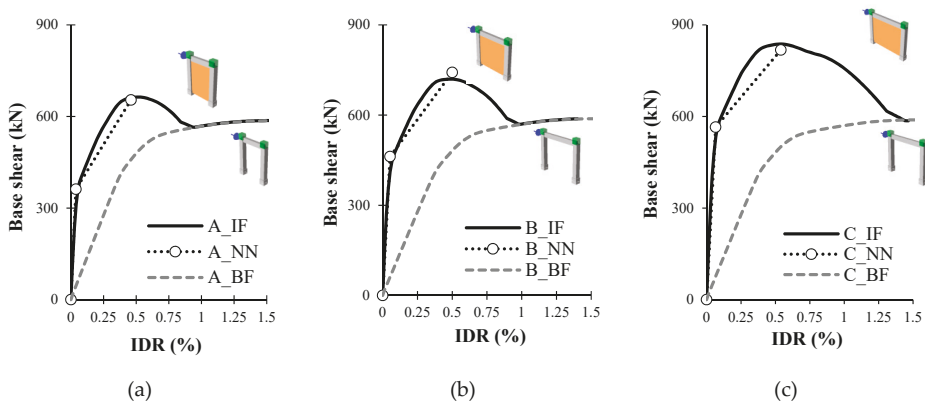 900
600
300
0
Base shear (kN)
A_IF
A_NN
A_BF
0 0.25 0.5 0.75 1 1.25 1.5
IDR (%)
(a)
900
600
300
0
Base shear (kN)
B_IF
B_NN
B_BF
0 0.25 0.5 0.75 1 1.25 1.5
IDR (%)
(b)
900
600
300
0
Base shear (kN)
C_IF
C_NN
C_BF
0 0.25 0.5 0.75 1 1.25 1.5
IDR (%)
(c)